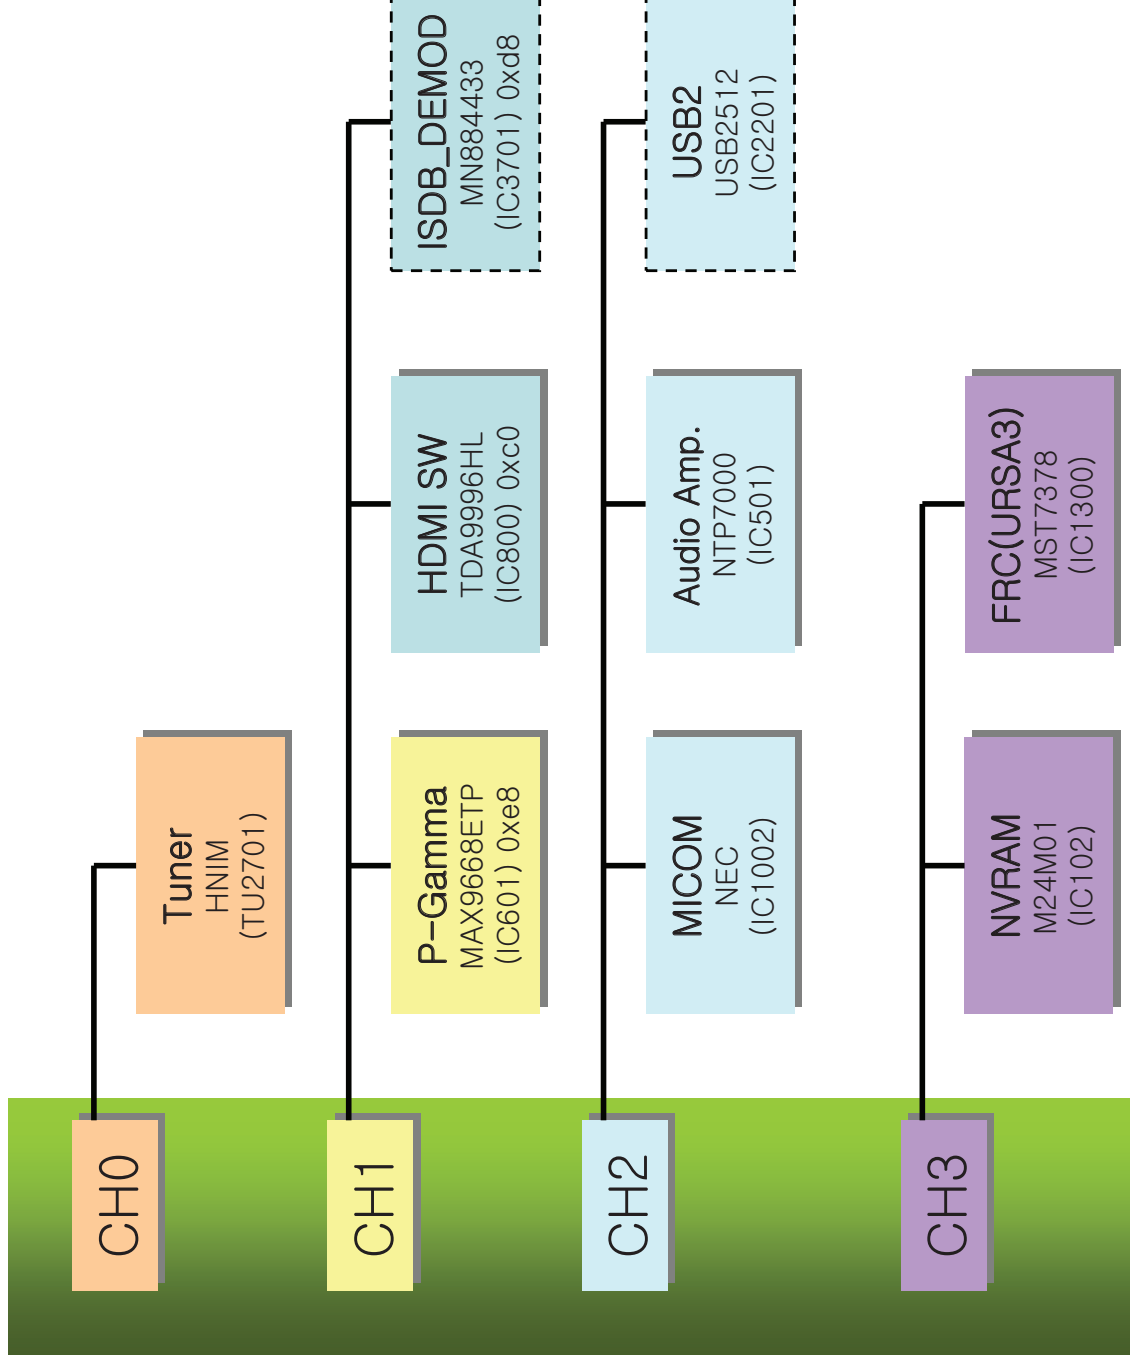 CH0
Tuner
HNIM
(TU2701)
CH1
P-Gamma
MAX9668ETP
(IC601) 0xe8
HDMI SW
TDA9996HL
(IC800) 0xc0
ISDB_DEMOD
MN884433
(IC3701) 0xd8
CH2
MICOM
NEC
(IC1002)
Audio Amp.
NTP7000
(IC501)
USB2
USB2512
(IC2201)
CH3
NVRAM
M24M01
(IC102)
FRC(URSA3)
MST7378
(IC1300)